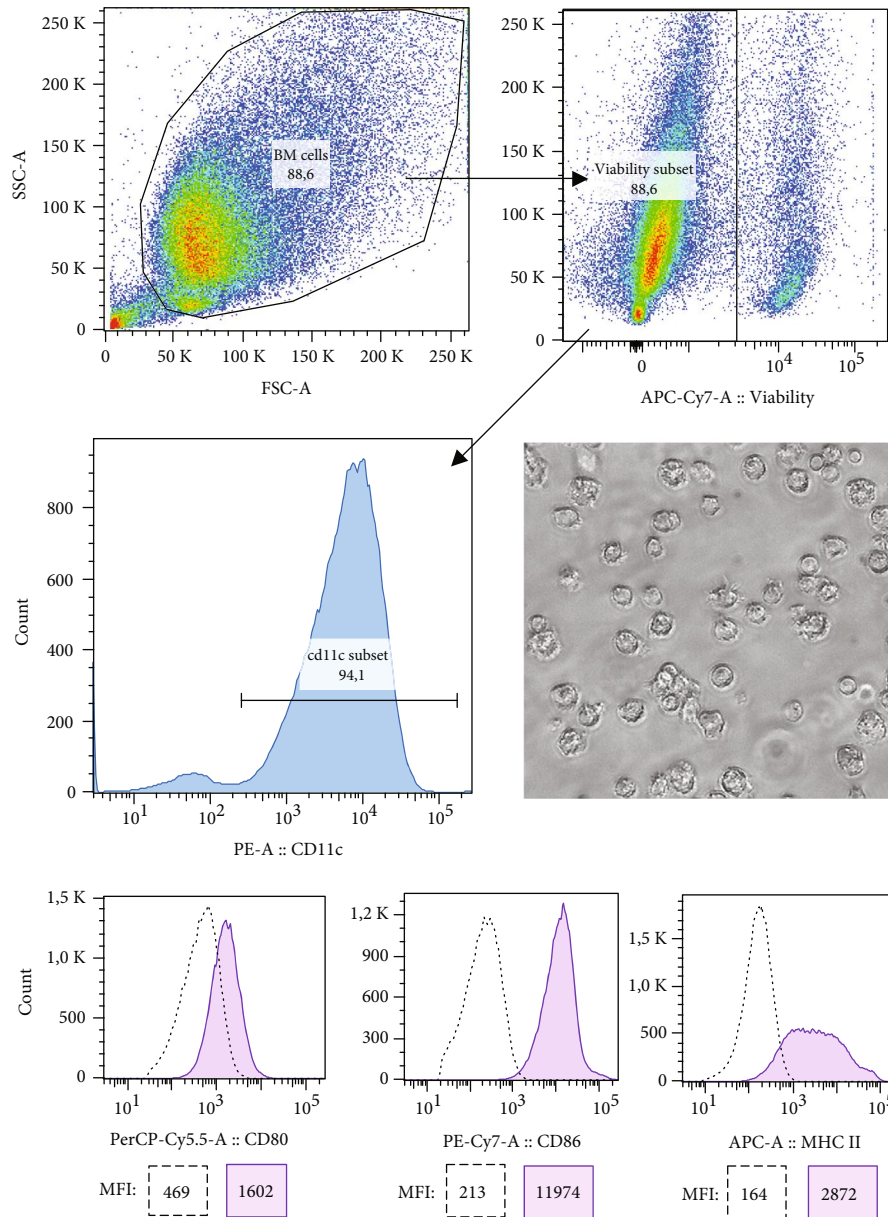 SSC-A
250 K
200 K
150 K
100 K
50 K
0
BM cells
88,6
0
50 K
100 K
150 K
200 K
250 K
FSC-A
250 K
200 K
150 K
100 K
50 K
0
Viability subset
88,6
0
10⁴
10⁵
APC-Cy7-A :: Viability
Count
800
600
400
200
0
cd11c subset
94,1
10¹
10²
10³
10⁴
10⁵
PE-A :: CD11c
Count
1,5 K
1,0 K
500
0
10¹
10³
10⁵
PerCP-Cy5.5-A :: CD80
MFI:
469
1602
1,2 K
900
600
300
0
10¹
10³
10⁵
PE-Cy7-A :: CD86
MFI:
213
11974
1,5 K
1,0 K
500
0
10¹
10³
10⁵
APC-A :: MHC II
MFI:
164
2872